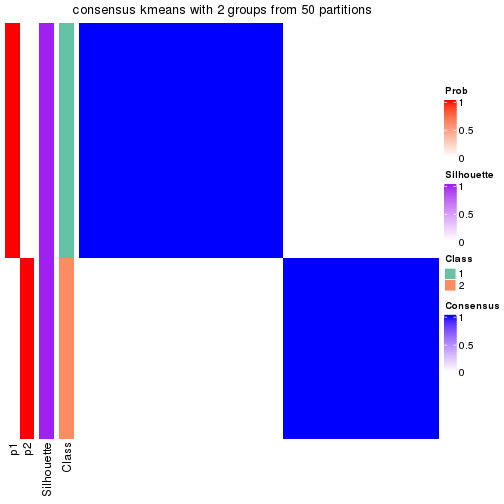 consensus kmeans with 2 groups from 50 partitions
Prob
1
0.5
0
Silhouette
1
0.5
0
Class
1
2
Consensus
1
0.5
0
p1
p2
Silhouette
Class